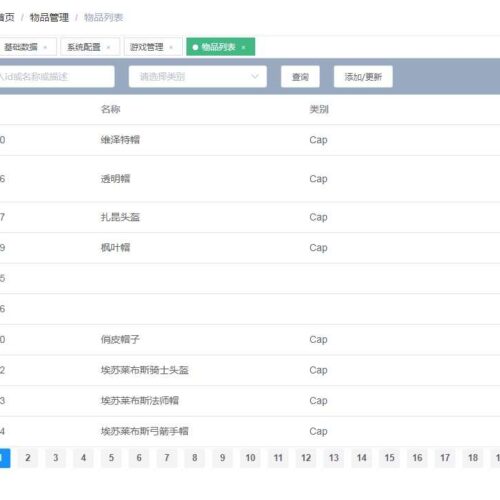 首页 / 物品管理 / 物品列表
基础数据 × 系统配置 × 游戏管理 × 物品列表 ×
入id或名称或描述 请选择类别 查询 添加/更新
名称 类别
0 维泽特帽 Cap
6 透明帽 Cap
7 扎昆头盔 Cap
9 枫叶帽 Cap
5
6
0 俏皮帽子 Cap
2 埃苏莱布斯骑士头盔 Cap
3 埃苏莱布斯法师帽 Cap
4 埃苏莱布斯弓箭手帽 Cap
1 2 3 4 5 6 7 8 9 10 11 12 13 14 15 16 17 18